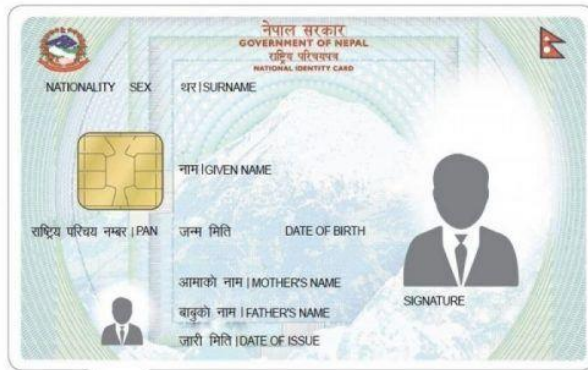 नेपाल सरकार
GOVERNMENT OF NEPAL
राष्ट्रिय परिचयपत्र
NATIONAL IDENTITY CARD
NATIONALITY SEX थर | SURNAME
नाम | GIVEN NAME
राष्ट्रिय परिचय नम्बर | PAN जन्म मिति DATE OF BIRTH
आमाको नाम | MOTHER'S NAME
SIGNATURE
बाबुको नाम | FATHER'S NAME
जारी मिति | DATE OF ISSUE